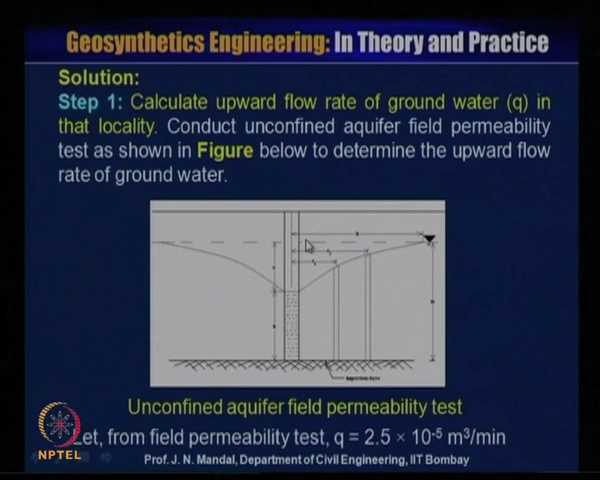 Geosynthetics Engineering: In Theory and Practice
Solution:
Step 1: Calculate upward flow rate of ground water (q) in
that locality. Conduct unconfined aquifer field permeability
test as shown in Figure below to determine the upward flow
rate of ground water.
Unconfined aquifer field permeability test
Let, from field permeability test, q = 2.5 × 10⁻⁵ m³/min
NPTEL
Prof. J. N. Mandal, Department of Civil Engineering, IIT Bombay